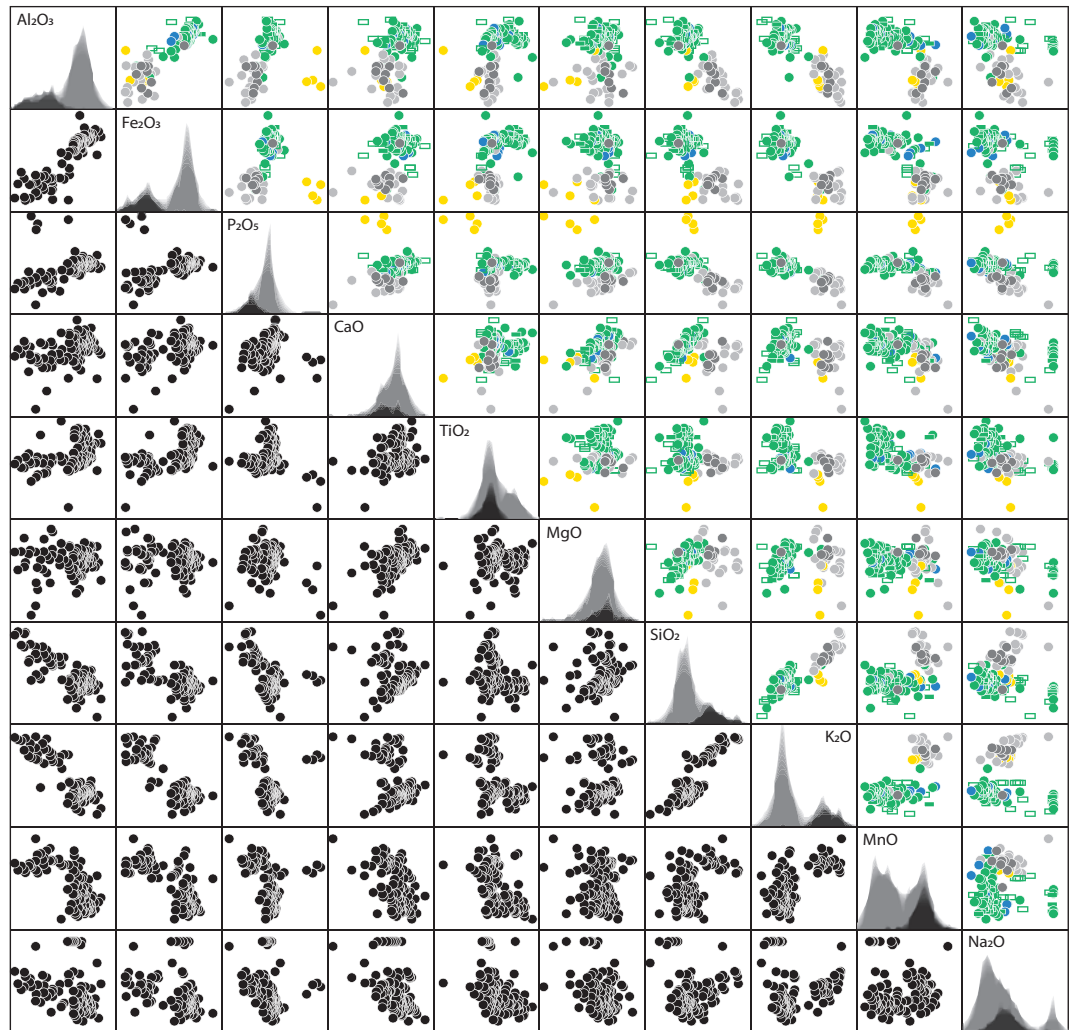 Al₂O₃
Fe₂O₃
P₂O₅
CaO
TiO₂
MgO
SiO₂
K₂O
MnO
Na₂O